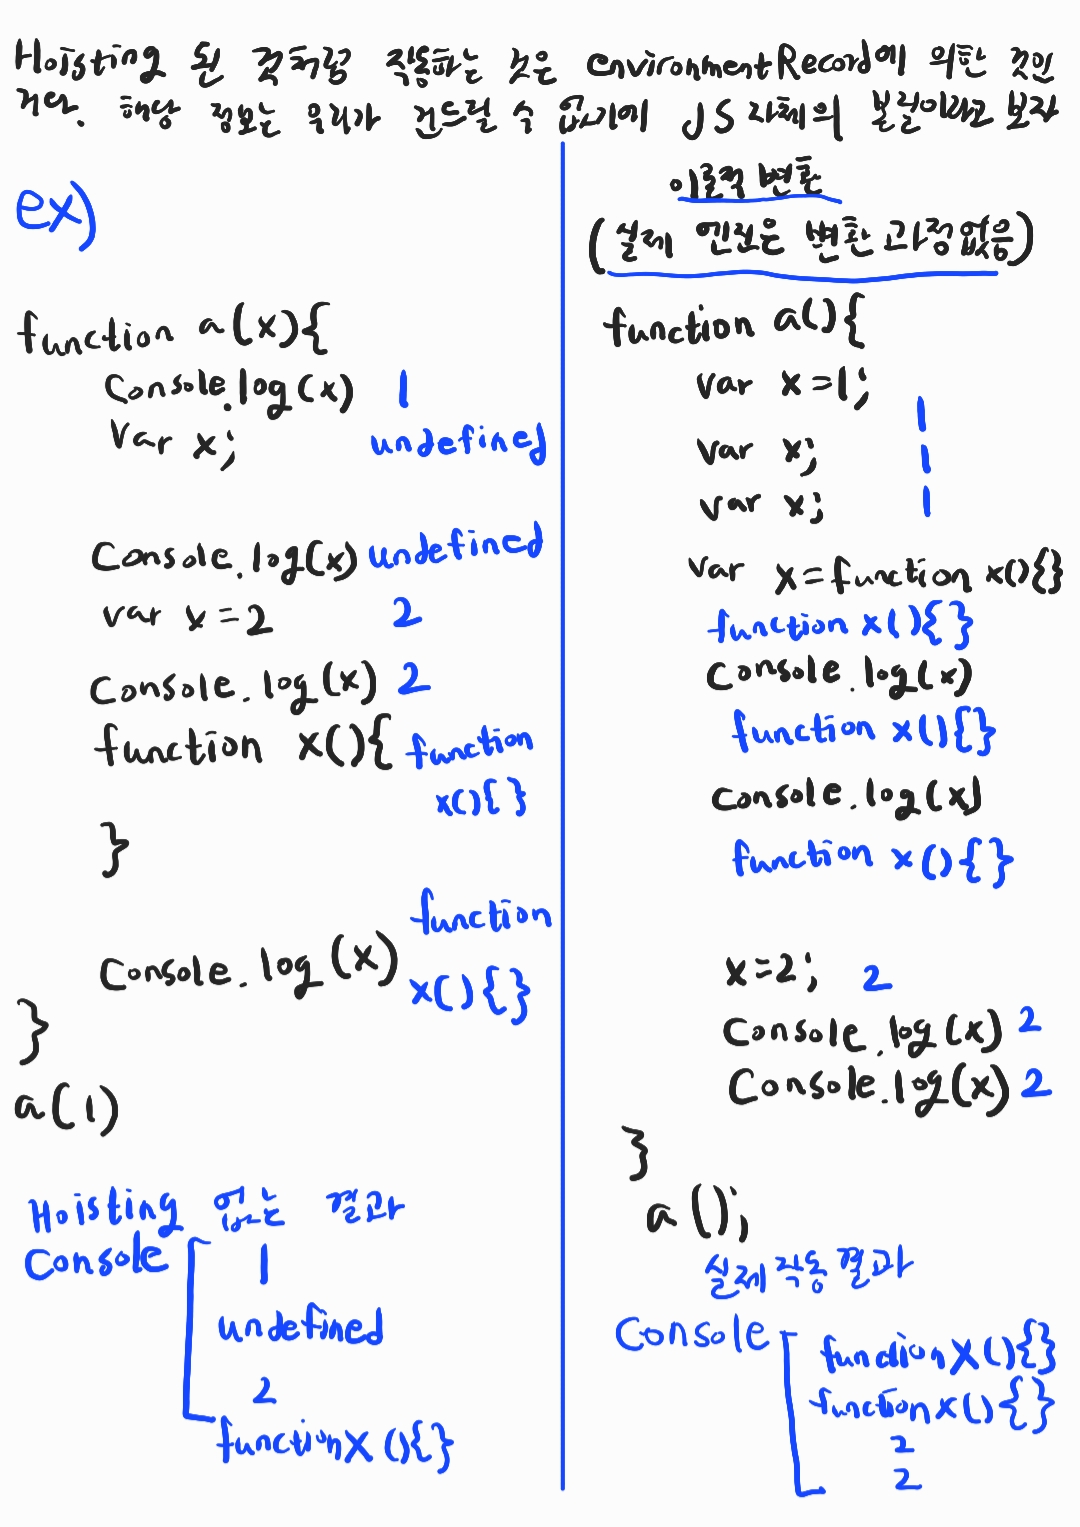 Hoisting 된 것처럼 작동하는 것은 environmentRecord에 의한 것인
거다. 해당 정보는 우리가 건드릴 수 없기에 JS 자체의 본질이라고 보자
ex)
function a(x){
Console.log(x) 1
Var x; undefined
Console.log(x) undefined
var x = 2 2
Console.log(x) 2
function x(){ function
x(){}
}
function
Console.log(x) x(){}
}
a(1)
Hoisting 없는 결과
Console
1
undefined
2
function x(){}
이론적 변환
(실제 엔진은 변환 과정없음)
function a(){
var x=1; 1
var x; 1
var x; 1
var x=function x(){}
function x(){}
Console.log(x)
function x(){}
Console.log(x)
function x(){}
x=2; 2
Console.log(x) 2
Console.log(x) 2
}
a();
실제 작동 결과
Console
function x(){}
function x(){}
2
2